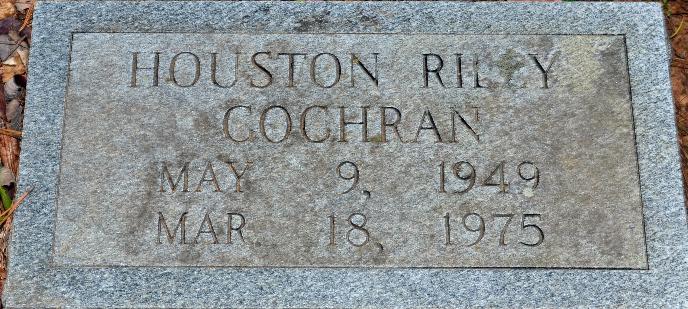 HOUSTON RILEY
COCHRAN
MAY 9, 1949
MAR. 18, 1975